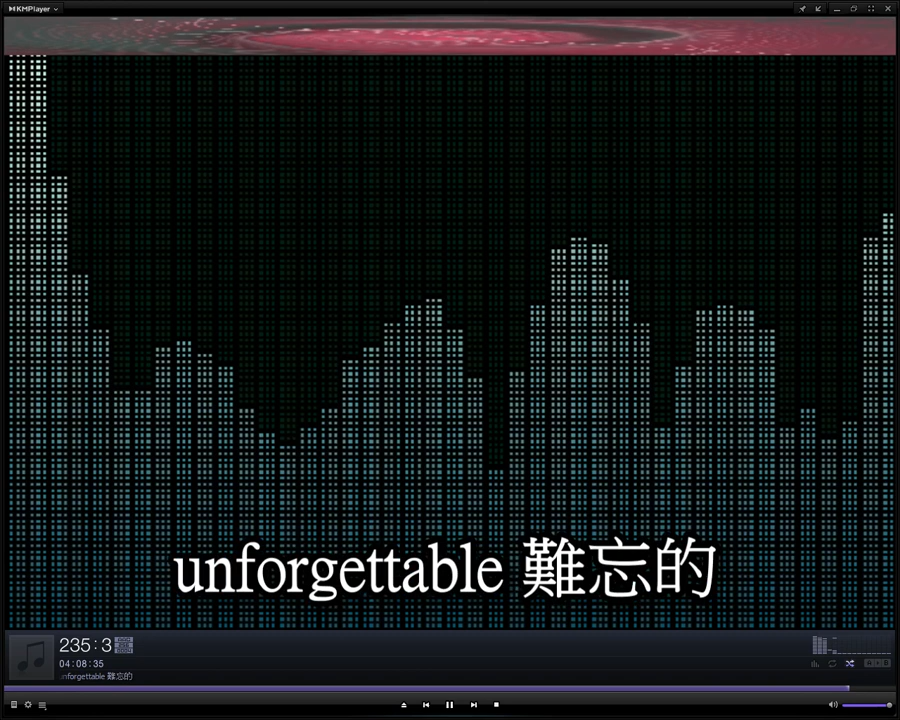 KMPlayer
unforgettable 難忘的
235:3
04:08:35
unforgettable 難忘的